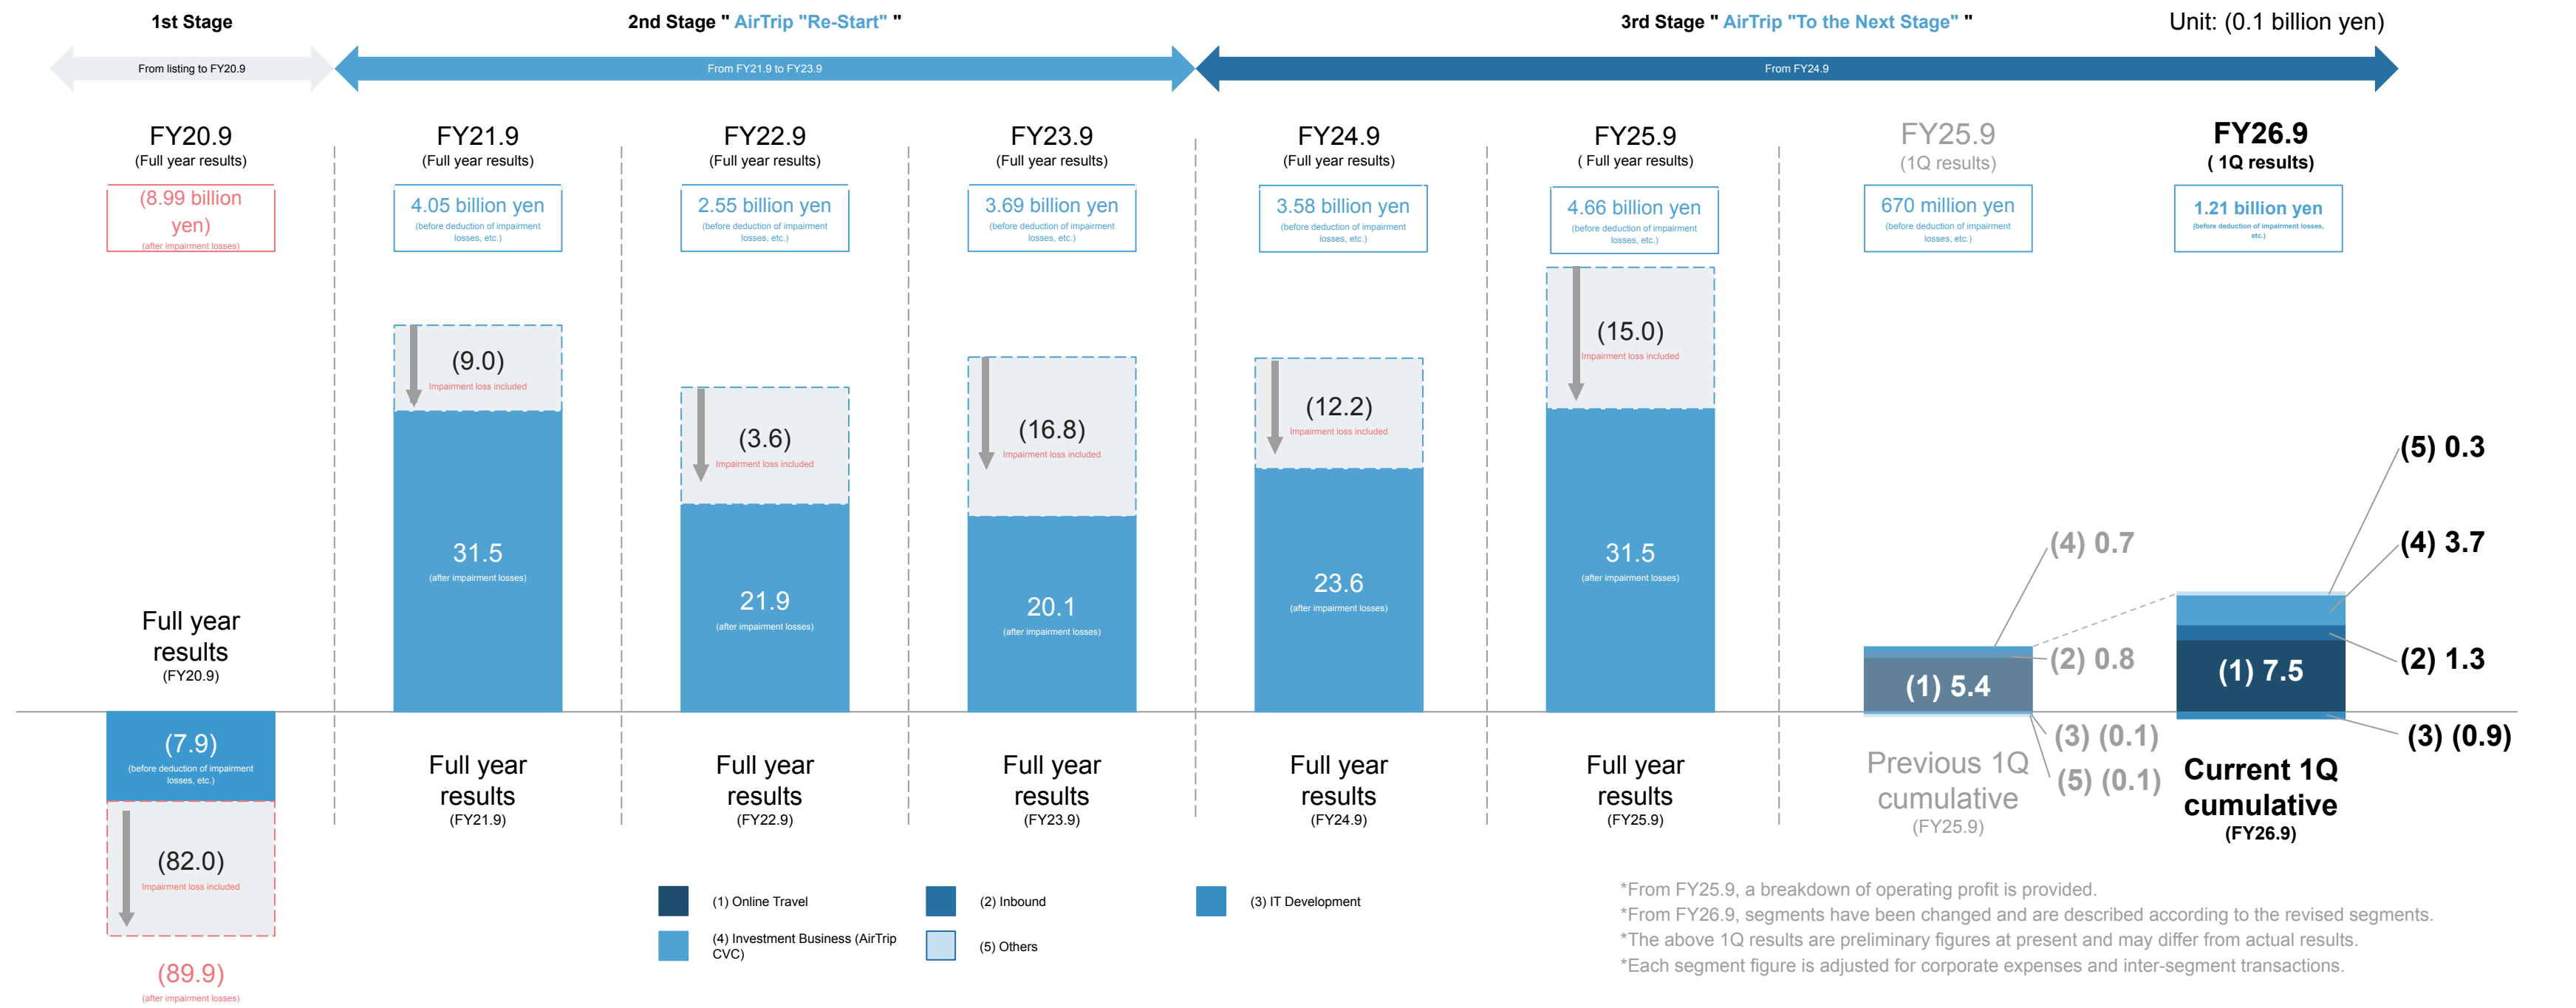 1st Stage
2nd Stage " AirTrip "Re-Start" "
3rd Stage " AirTrip "To the Next Stage" "
Unit: (0.1 billion yen)
From listing to FY20.9
From FY21.9 to FY23.9
From FY24.9
FY20.9
(Full year results)
(8.99 billion
yen)
(after impairment losses)
FY21.9
(Full year results)
4.05 billion yen
(before deduction of impairment
losses, etc.)
FY22.9
(Full year results)
2.55 billion yen
(before deduction of impairment
losses, etc.)
FY23.9
(Full year results)
3.69 billion yen
(before deduction of impairment
losses, etc.)
FY24.9
(Full year results)
3.58 billion yen
(before deduction of impairment
losses, etc.)
FY25.9
( Full year results)
4.66 billion yen
(before deduction of impairment
losses, etc.)
FY25.9
(1Q results)
670 million yen
(before deduction of impairment
losses, etc.)
FY26.9
( 1Q results)
1.21 billion yen
(before deduction of impairment losses,
etc.)
Full year
results
(FY20.9)
(7.9)
(before deduction of impairment
losses, etc.)
(82.0)
Impairment loss included
(89.9)
(after impairment losses)
(9.0)
Impairment loss included
31.5
(after impairment losses)
Full year
results
(FY21.9)
(3.6)
Impairment loss included
21.9
(after impairment losses)
Full year
results
(FY22.9)
(16.8)
Impairment loss included
20.1
(after impairment losses)
Full year
results
(FY23.9)
(12.2)
Impairment loss included
23.6
(after impairment losses)
Full year
results
(FY24.9)
(15.0)
Impairment loss included
31.5
(after impairment losses)
Full year
results
(FY25.9)
(4) 0.7
(2) 0.8
(1) 5.4
(3) (0.1)
(5) (0.1)
Previous 1Q
cumulative
(FY25.9)
(5) 0.3
(4) 3.7
(2) 1.3
(1) 7.5
(3) (0.9)
Current 1Q
cumulative
(FY26.9)
(1) Online Travel
(2) Inbound
(3) IT Development
(4) Investment Business (AirTrip
CVC)
(5) Others
*From FY25.9, a breakdown of operating profit is provided.
*From FY26.9, segments have been changed and are described according to the revised segments.
*The above 1Q results are preliminary figures at present and may differ from actual results.
*Each segment figure is adjusted for corporate expenses and inter-segment transactions.